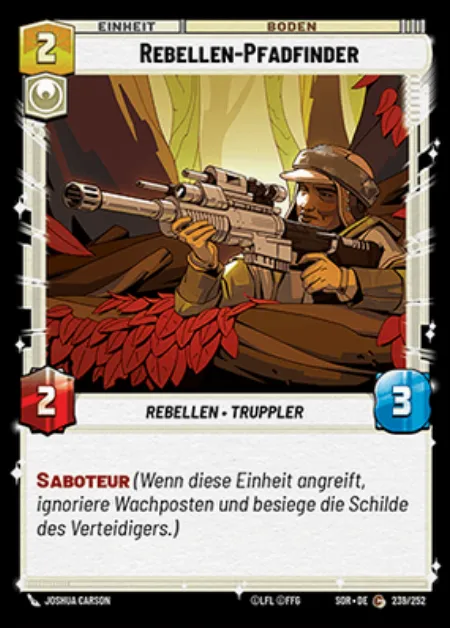 EINHEIT
BODEN
2
REBELLEN-PFADFINDER
2
REBELLEN • TRUPPLER
3
SABOTEUR (Wenn diese Einheit angreift,
ignoriere Wachposten und besiege die Schilde
des Verteidigers.)
JOSHUA CARSON
©LFL ©FFG
SOR • DE
C
239/252